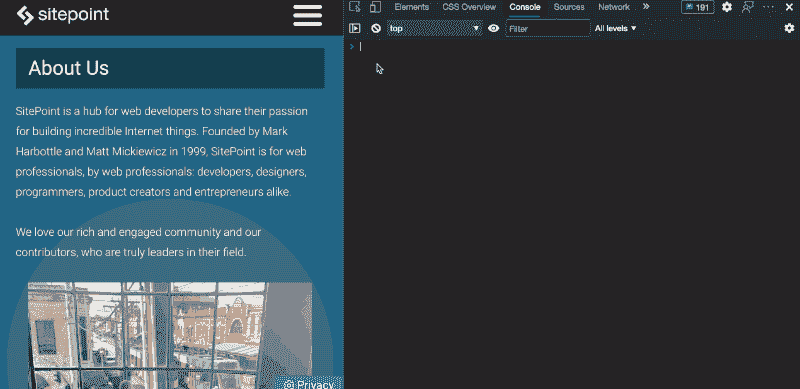 sitepoint
About Us
SitePoint is a hub for web developers to share their passion
for building incredible Internet things. Founded by Mark
Harbottle and Matt Mickiewicz in 1999, SitePoint is for web
professionals, by web professionals: developers, designers,
programmers, product creators and entrepreneurs alike.
We love our rich and engaged community and our
contributors, who are truly leaders in their field.
Privacy
Elements CSS Overview Console Sources Network 191
top Filter All levels